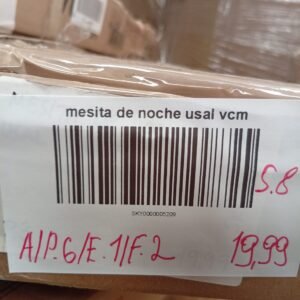 mesita de noche usal vcm
S.8
SKY0000005209
A/P.6/E.1/F.2 19,99